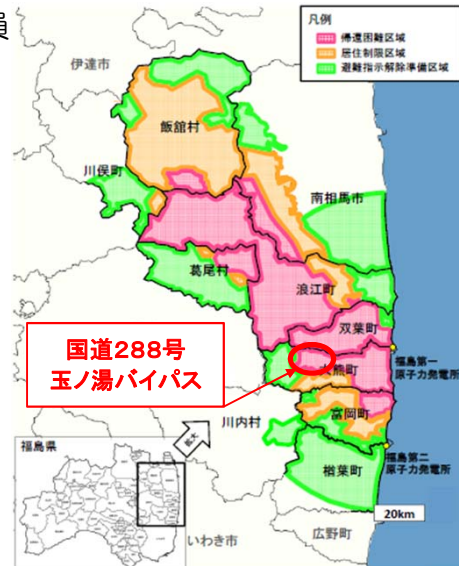 員
凡例
帰還困難区域
居住制限区域
避難指示解除準備区域
伊達市
飯舘村
川俣町
南相馬市
葛尾村
浪江町
双葉町
国道288号
玉ノ湯バイパス
福島第一
原子力発電所
大熊町
富岡町
川内村
拡大
福島県
福島第二
原子力発電所
楢葉町
20km
いわき市
広野町